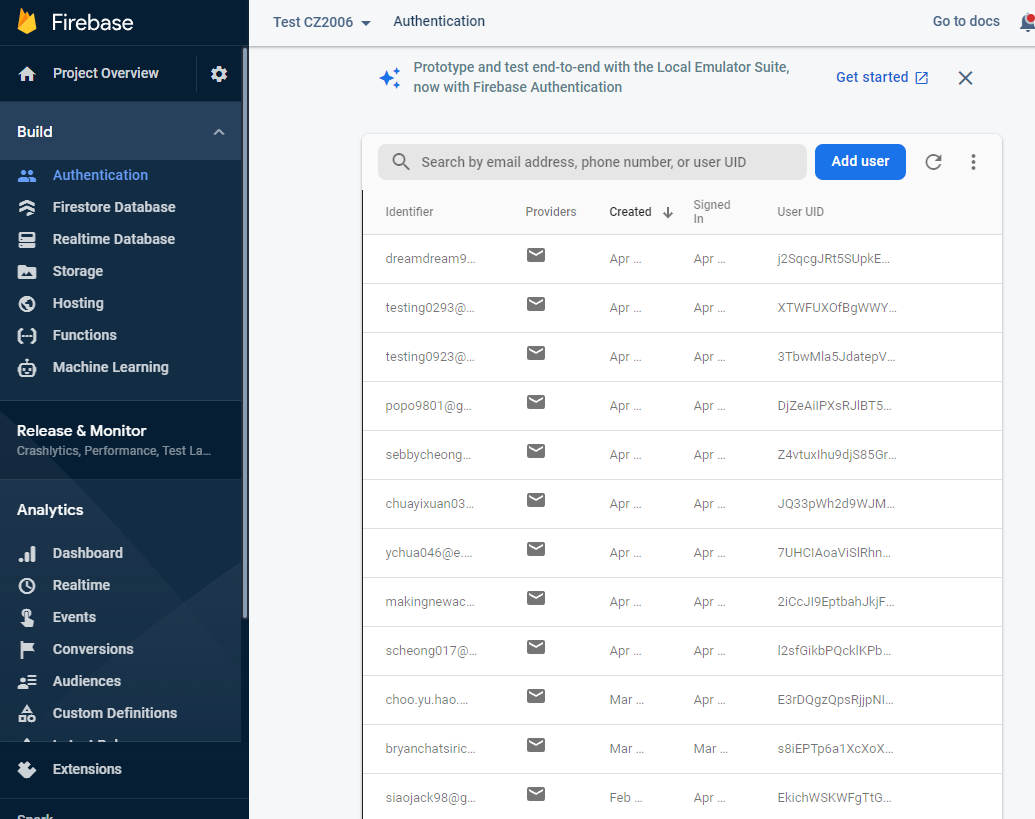 Firebase
Test CZ2006
Authentication
Go to docs
Project Overview
Build
Authentication
Firestore Database
Realtime Database
Storage
Hosting
Functions
Machine Learning
Release & Monitor
Crashlytics, Performance, Test La...
Analytics
Dashboard
Realtime
Events
Conversions
Audiences
Custom Definitions
Extensions
Prototype and test end-to-end with the Local Emulator Suite,
now with Firebase Authentication
Get started
Search by email address, phone number, or user UID
Add user
Identifier Providers Created Signed In User UID
dreamdream9... Apr ... Apr ... j2SqcgJRt5SUpkE...
testing0293@... Apr ... Apr ... XTWFUXOfBgWWY...
testing0923@... Apr ... Apr ... 3TbwMla5JdatepV...
popo9801@g... Apr ... Apr ... DjZeAiIPXsRJlBT5...
sebbycheong... Apr ... Apr ... Z4vtuxIhu9djS85Gr...
chuayixuan03... Apr ... Apr ... JQ33pWh2d9WJM...
ychua046@e.... Apr ... Apr ... 7UHCIAoaViSlRhn...
makingnewac... Apr ... Apr ... 2iCcJI9EptbahJkjF...
scheong017@... Apr ... Apr ... l2sfGikbPQcklKPb...
choo.yu.hao.... Mar ... Apr ... E3rDQgzQpsRjjpNI...
bryanchatsiric... Mar ... Mar ... s8iEPTp6a1XcXoX...
siaojack98@g... Feb ... Apr ... EkichWSKWFgTtG...